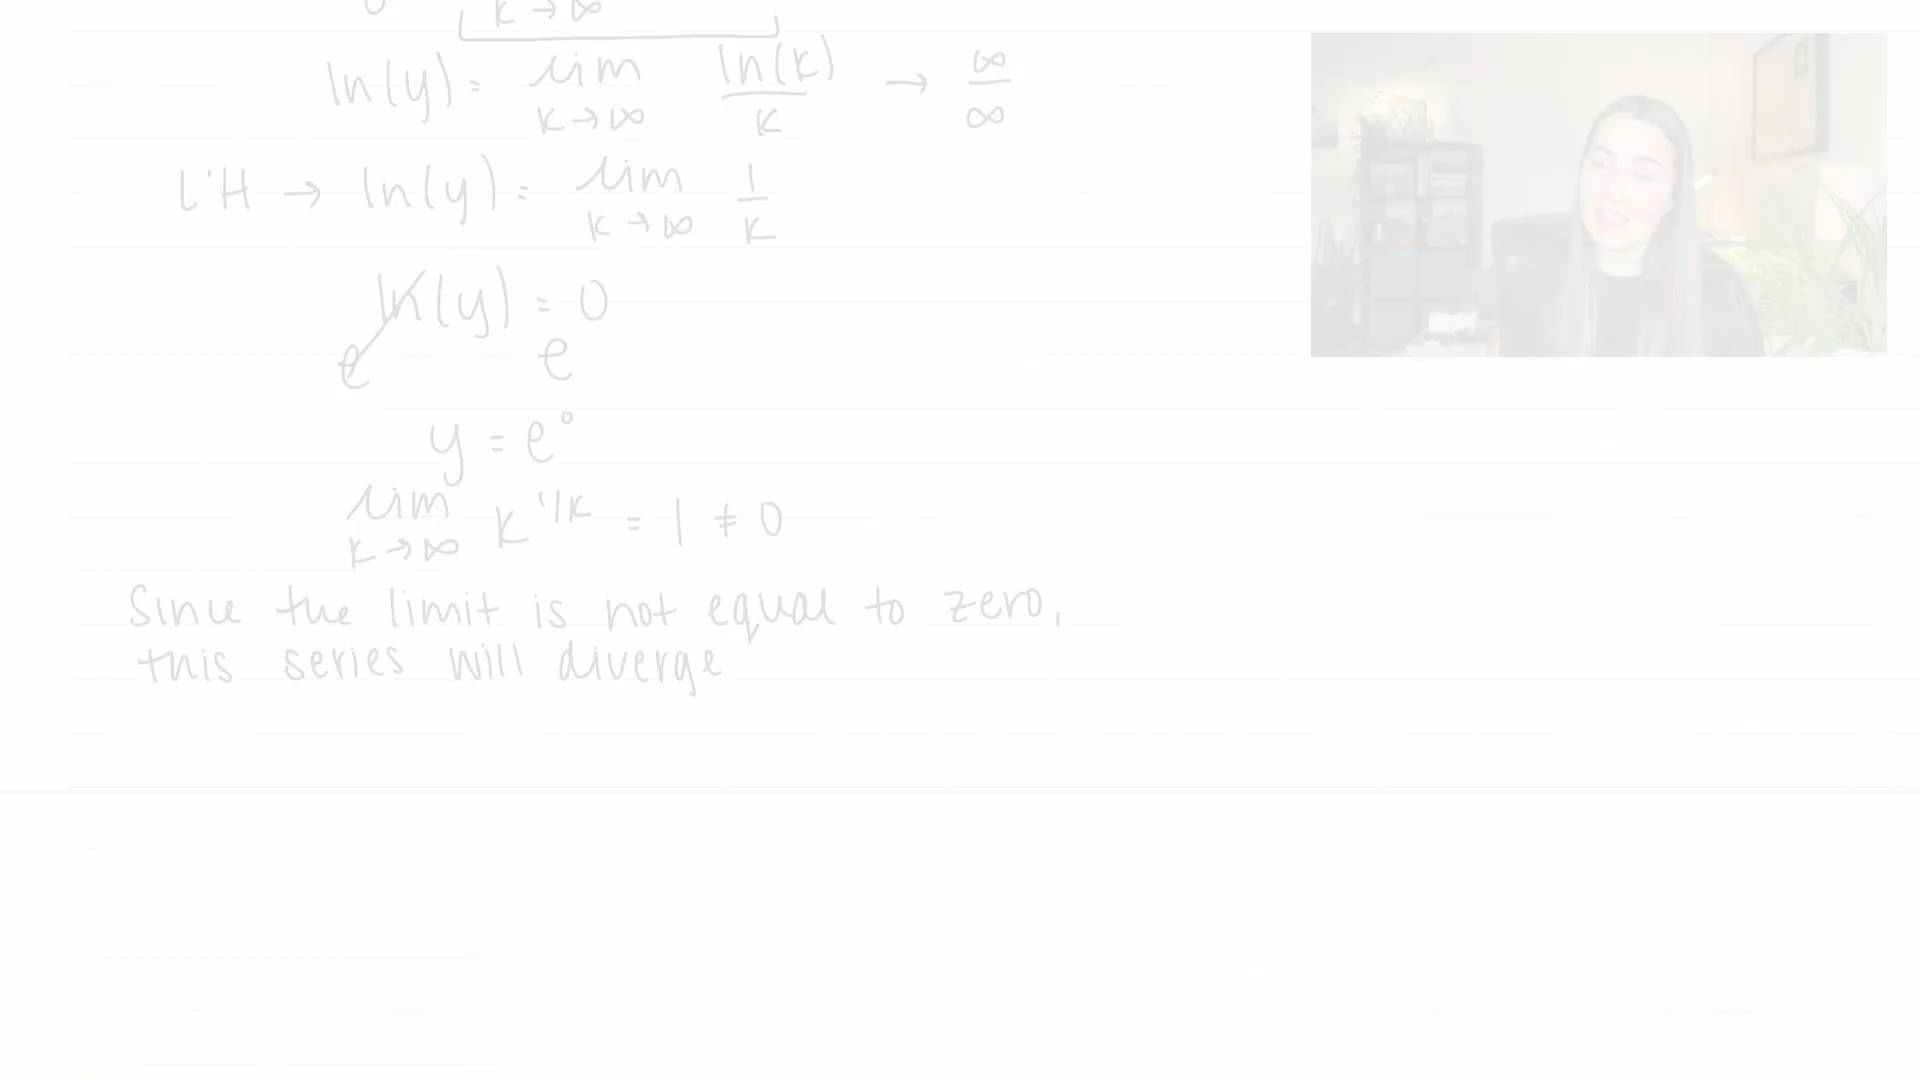 k → ∞
ln(y) = lim k→∞ ln(k)/k → ∞/∞
L'H → ln(y) = lim k→∞ 1/k
ln(y) = 0
e e
y = e⁰
lim k→∞ k^1/k = 1 ≠ 0
Since the limit is not equal to zero,
this series will diverge